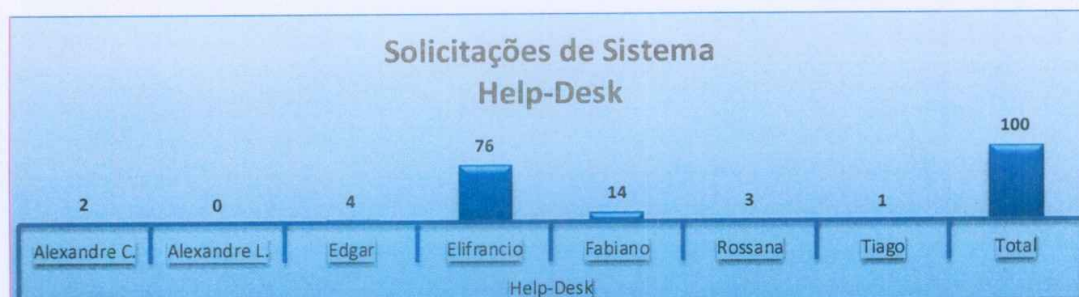 Solicitações de Sistema
Help-Desk
2 0 4 76 14 3 1 100
Alexandre C. Alexandre L. Edgar Elifrancio Fabiano Rossana Tiago Total
Help-Desk